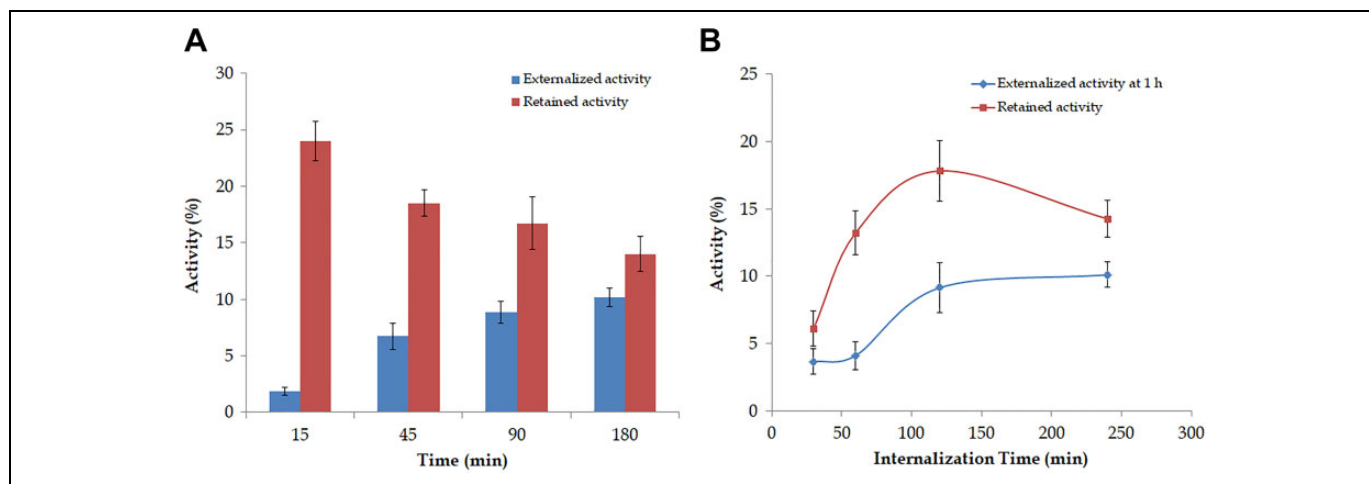 A
30
25
20
15
10
5
0
Activity (%)
Externalized activity
Retained activity
15 45 90 180
Time (min)
B
25
20
15
10
5
0
Activity (%)
Externalized activity at 1 h
Retained activity
0 50 100 150 200 250 300
Internalization Time (min)